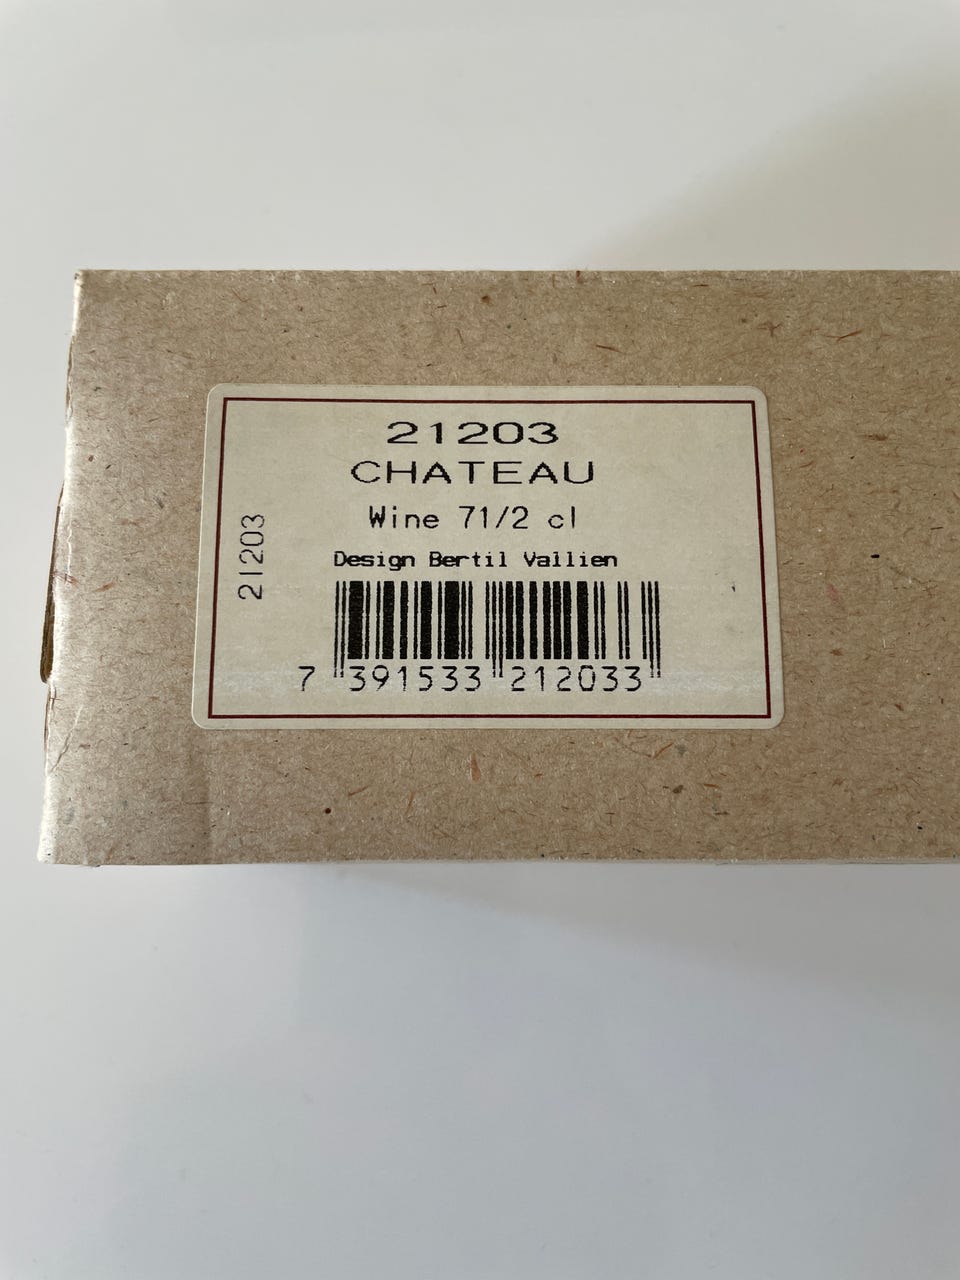 21203
CHATEAU
Wine 71/2 cl
Design Bertil Vallien
21203
7 391533 212033